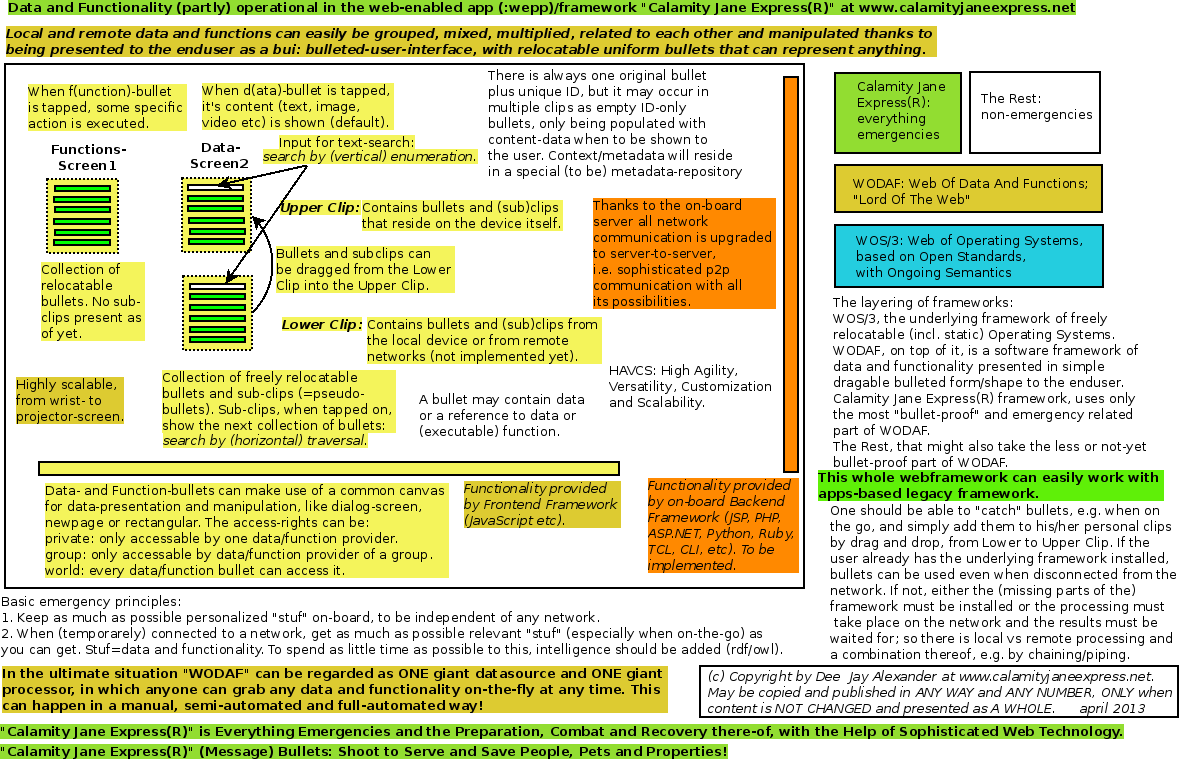 Data and Functionality (partly) operational in the web-enabled app (:wepp)/framework "Calamity Jane Express(R)" at www.calamityjaneexpress.net
Local and remote data and functions can easily be grouped, mixed, multiplied, related to each other and manipulated thanks to
being presented to the enduser as a bui: bulleted-user-interface, with relocatable uniform bullets that can represent anything.
When f(unction)-bullet
is tapped, some specific
action is executed.
When d(ata)-bullet is tapped,
it's content (text, image,
video etc) is shown (default).
There is always one original bullet
plus unique ID, but it may occur in
multiple clips as empty ID-only
bullets, only being populated with
content-data when to be shown to
the user. Context/metadata will reside
in a special (to be) metadata-repository
Functions-
Screen1
Data-
Screen2
Input for text-search:
search by (vertical) enumeration.
Upper Clip: Contains bullets and (sub)clips
that reside on the device itself.
Bullets and subclips can
be dragged from the Lower
Clip into the Upper Clip.
Thanks to the on-board
server all network
communication is upgraded
to server-to-server,
i.e. sophisticated p2p
communication with all
its possibilities.
Collection of
relocatable
bullets. No sub-
clips present as
of yet.
Lower Clip: Contains bullets and (sub)clips from
the local device or from remote
networks (not implemented yet).
Highly scalable,
from wrist- to
projector-screen.
Collection of freely relocatable
bullets and sub-clips (=pseudo-
bullets). Sub-clips, when tapped on,
show the next collection of bullets:
search by (horizontal) traversal.
A bullet may contain data
or a reference to data or
(executable) function.
HAVCS: High Agility,
Versatility, Customization
and Scalability.
Data- and Function-bullets can make use of a common canvas
for data-presentation and manipulation, like dialog-screen,
newpage or rectangular. The access-rights can be:
private: only accessable by one data/function provider.
group: only accessable by data/function provider of a group.
world: every data/function bullet can access it.
Functionality provided
by Frontend Framework
(JavaScript etc).
Functionality provided
by on-board Backend
Framework (JSP, PHP,
ASP.NET, Python, Ruby,
TCL, CLI, etc). To be
implemented.
Calamity Jane
Express(R):
everything
emergencies
The Rest:
non-emergencies
WODAF: Web Of Data And Functions;
"Lord Of The Web"
WOS/3: Web of Operating Systems,
based on Open Standards,
with Ongoing Semantics
The layering of frameworks:
WOS/3, the underlying framework of freely
relocatable (incl. static) Operating Systems.
WODAF, on top of it, is a software framework of
data and functionality presented in simple
dragable bulleted form/shape to the enduser.
Calamity Jane Express(R) framework, uses only
the most "bullet-proof" and emergency related
part of WODAF.
The Rest, that might also take the less or not-yet
bullet-proof part of WODAF.
This whole webframework can easily work with
apps-based legacy framework.
One should be able to "catch" bullets, e.g. when on
the go, and simply add them to his/her personal clips
by drag and drop, from Lower to Upper Clip. If the
user already has the underlying framework installed,
bullets can be used even when disconnected from the
network. If not, either the (missing parts of the)
framework must be installed or the processing must
take place on the network and the results must be
waited for; so there is local vs remote processing and
a combination thereof, e.g. by chaining/piping.
Basic emergency principles:
1. Keep as much as possible personalized "stuf" on-board, to be independent of any network.
2. When (temporarely) connected to a network, get as much as possible relevant "stuf" (especially when on-the-go) as
you can get. Stuf=data and functionality. To spend as little time as possible to this, intelligence should be added (rdf/owl).
In the ultimate situation "WODAF" can be regarded as ONE giant datasource and ONE giant
processor, in which anyone can grab any data and functionality on-the-fly at any time. This
can happen in a manual, semi-automated and full-automated way!
(c) Copyright by Dee Jay Alexander at www.calamityjaneexpress.net.
May be copied and published in ANY WAY and ANY NUMBER, ONLY when
content is NOT CHANGED and presented as A WHOLE. april 2013
"Calamity Jane Express(R)" is Everything Emergencies and the Preparation, Combat and Recovery there-of, with the Help of Sophisticated Web Technology.
"Calamity Jane Express(R)" (Message) Bullets: Shoot to Serve and Save People, Pets and Properties!